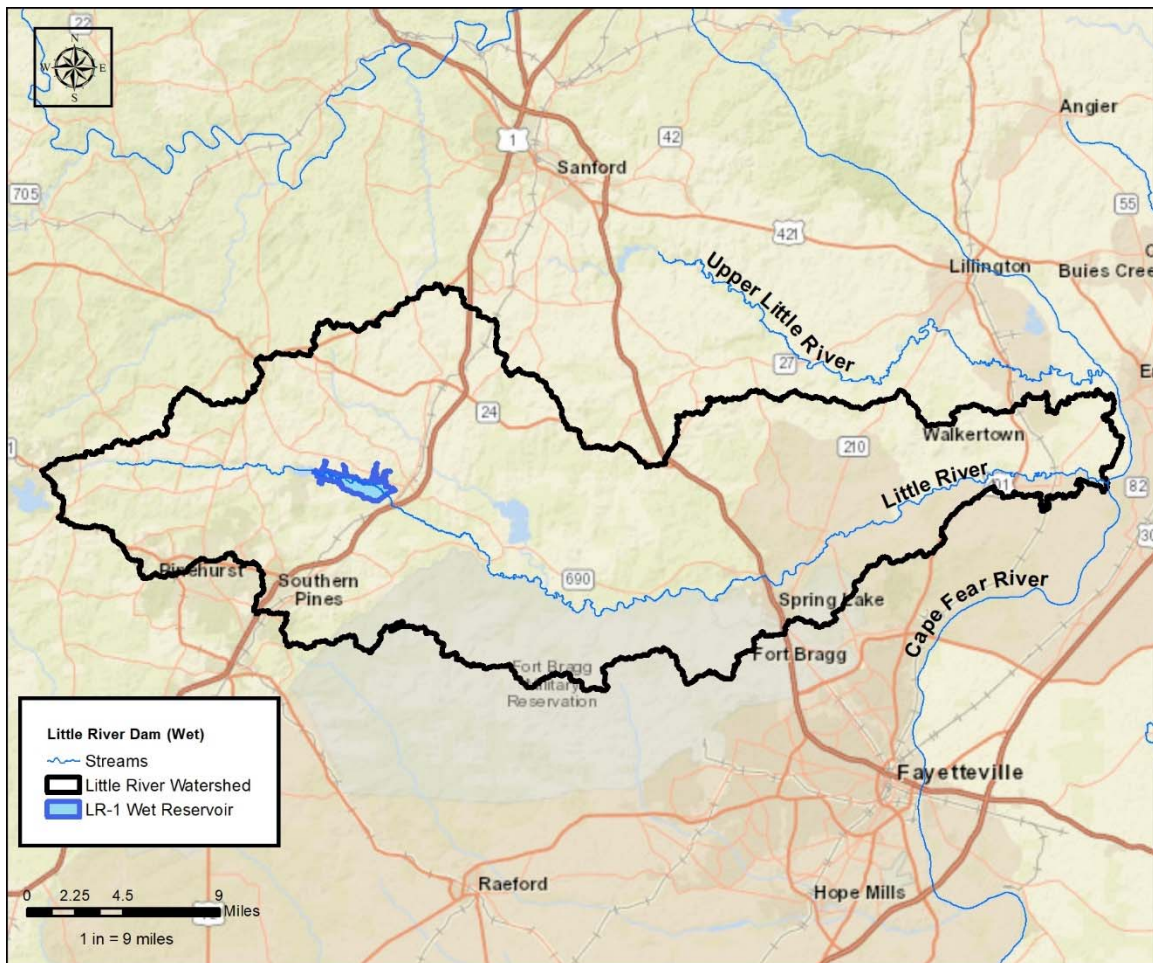 22
N
W
E
S
Angier
1
42
Sanford
705
55
421
Lillington
Buies Cree
Upper Little River
27
24
Walkertown
210
Little River
82
Pinehurst
Southern
Pines
690
Spring Lake
Cape Fear River
Fort Bragg
Fort Bragg
Military
Reservation
Little River Dam (Wet)
Streams
Little River Watershed
LR-1 Wet Reservoir
Fayetteville
Raeford
Hope Mills
0 2.25 4.5 9
Miles
1 in = 9 miles